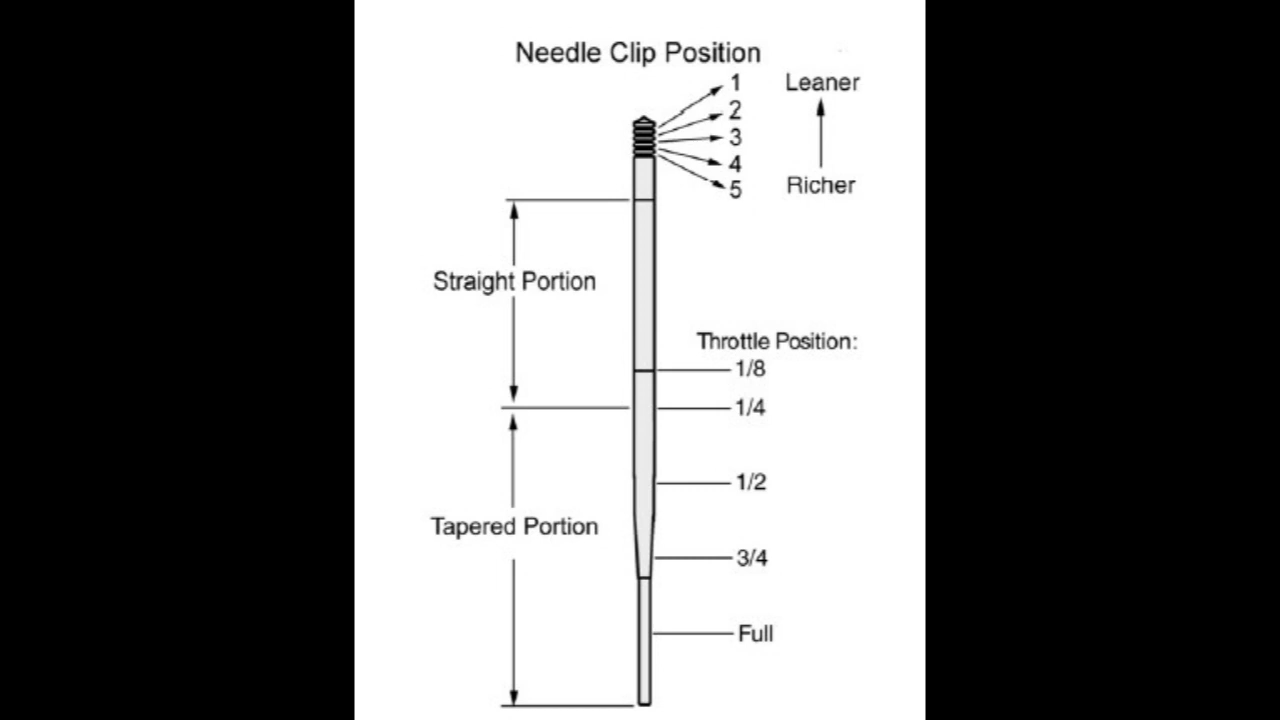 Needle Clip Position
1
Leaner
2
3
4
5
Richer
Straight Portion
Throttle Position:
1/8
1/4
1/2
Tapered Portion
3/4
Full